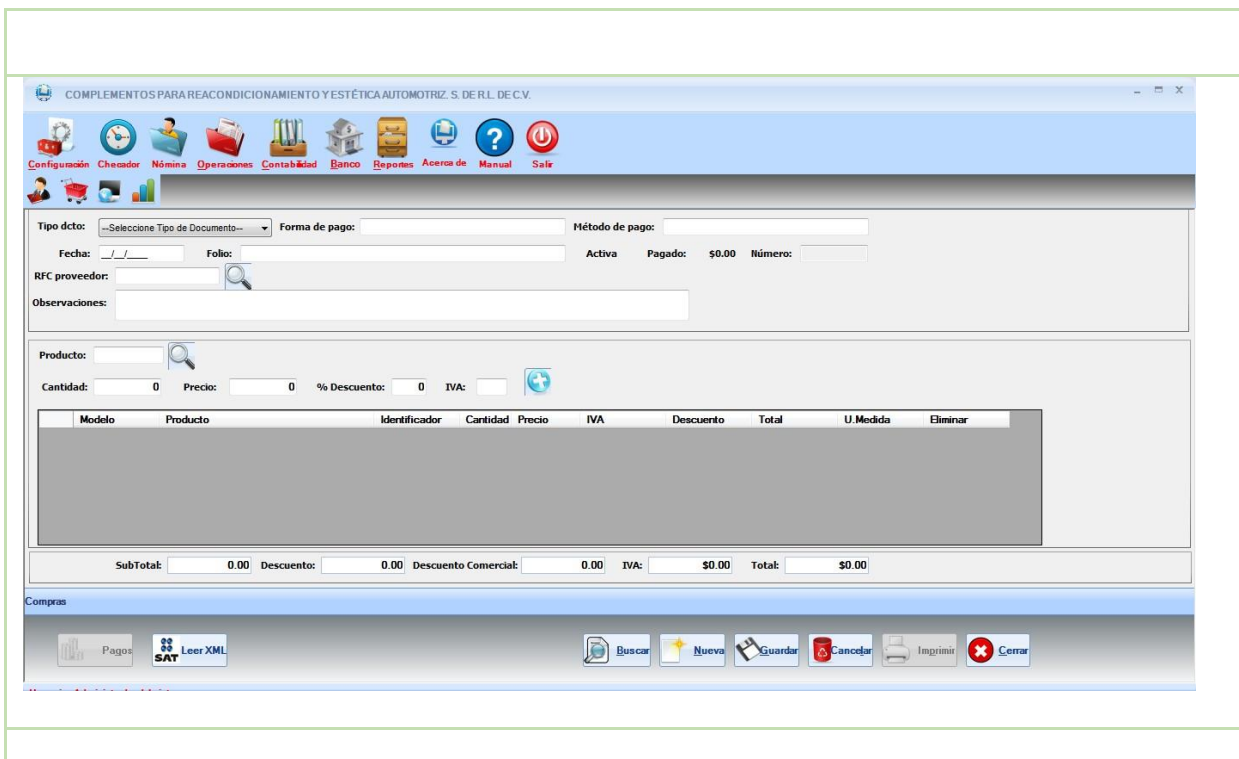 COMPLEMENTOS PARA REACONDICIONAMIENTO Y ESTÉTICA AUTOMOTRIZ. S. DE R.L. DE C.V.
Configuración Checador Nómina Operaciones Contabilidad Banco Reportes Acerca de Manual Salir
Tipo dcto: --Seleccione Tipo de Documento-- Forma de pago: Método de pago:
Fecha: __/__/____ Folio: Activa Pagado: $0.00 Número:
RFC proveedor:
Observaciones:
Producto:
Cantidad: 0 Precio: 0 % Descuento: 0 IVA:
Modelo Producto Identificador Cantidad Precio IVA Descuento Total U.Medida Eliminar
SubTotal: 0.00 Descuento: 0.00 Descuento Comercial: 0.00 IVA: $0.00 Total: $0.00
Compras
Pagos SAT Leer XML Buscar Nueva Guardar Cancelar Imprimir Cerrar